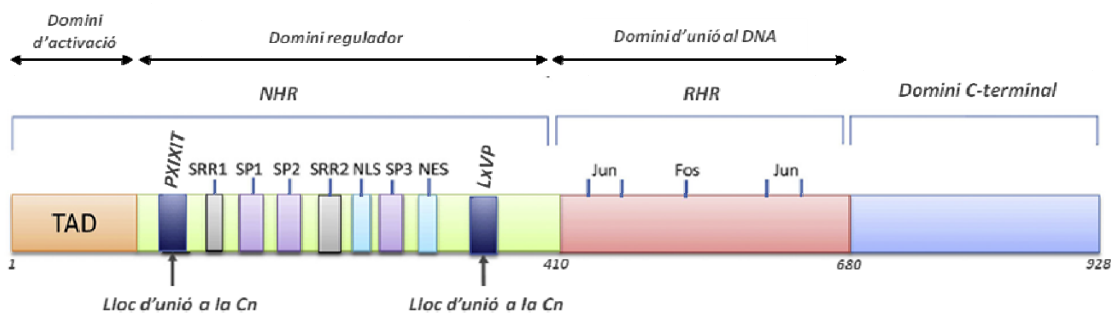 Domini
d'activació
Domini regulador
Domini d'unió al DNA
NHR
RHR
Domini C-terminal
PXIXIT
SRR1
SP1
SP2
SRR2
NLS
SP3
NES
LxVP
Jun
Fos
Jun
TAD
1
410
680
928
Lloc d'unió a la Cn
Lloc d'unió a la Cn